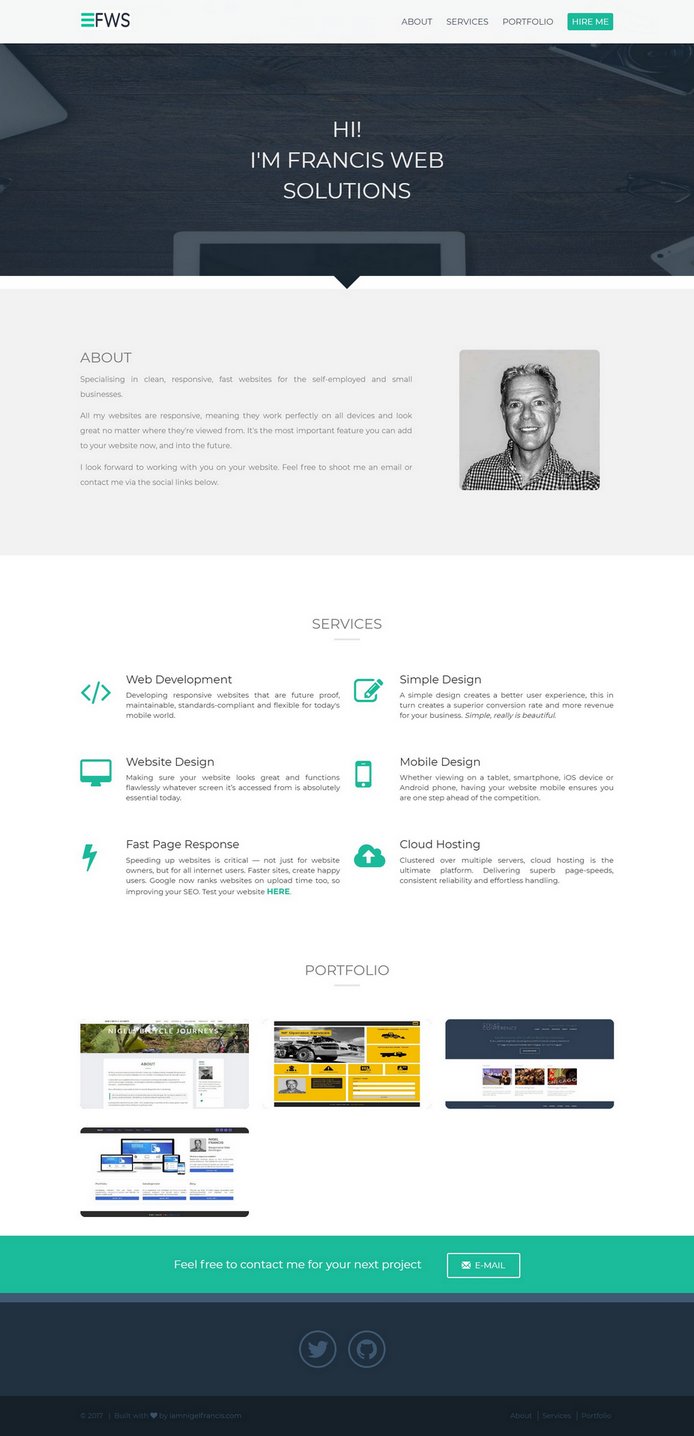 FWS
ABOUT SERVICES PORTFOLIO HIRE ME
HI!
I'M FRANCIS WEB
SOLUTIONS
ABOUT
Specialising in clean, responsive, fast websites for the self-employed and small
businesses.
All my websites are responsive, meaning they work perfectly on all devices and look
great no matter where they're viewed from. It's the most important feature you can add
to your website now, and into the future.
I look forward to working with you on your website. Feel free to shoot me an email or
contact me via the social links below.
SERVICES
Web Development
Developing responsive websites that are future proof,
maintainable, standards-compliant and flexible for today's
mobile world.
Simple Design
A simple design creates a better user experience, this in
turn creates a superior conversion rate and more revenue
for your business. Simple, really is beautiful.
Website Design
Making sure your website looks great and functions
flawlessly whatever screen it's accessed from is absolutely
essential today.
Mobile Design
Whether viewing on a tablet, smartphone, iOS device or
Android phone, having your website mobile ensures you
are one step ahead of the competition.
Fast Page Response
Speeding up websites is critical — not just for website
owners, but for all internet users. Faster sites, create happy
users. Google now ranks websites on upload time too, so
improving your SEO. Test your website HERE.
Cloud Hosting
Clustered over multiple servers, cloud hosting is the
ultimate platform. Delivering superb page-speeds,
consistent reliability and effortless handling.
PORTFOLIO
NIGEL'S BICYCLE JOURNEYS
ABOUT
NF Operator Services
CHICAGO
NIGEL
FRANCIS
Feel free to contact me for your next project
E-MAIL
© 2017 | Built with ♥ by iamnigelfrancis.com
About | Services | Portfolio